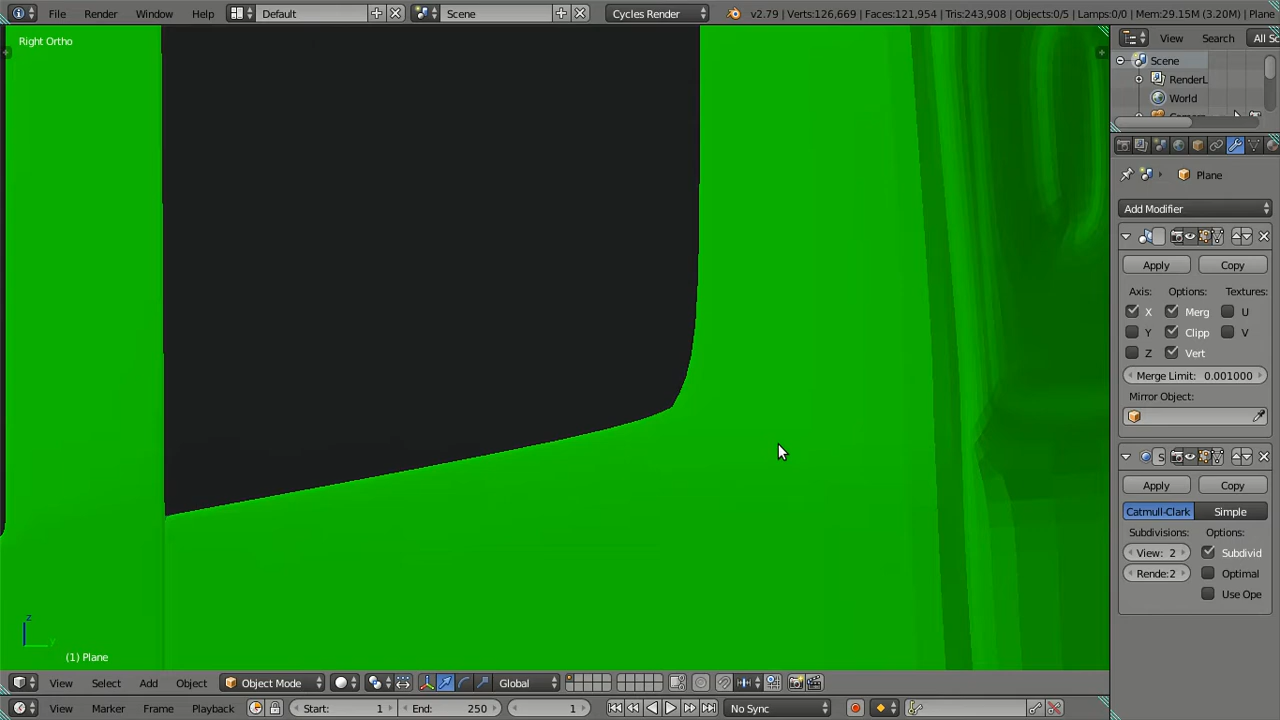 File Render Window Help Default Scene Cycles Render v2.79 | Verts:126,669 | Faces:121,954 | Tris:243,908 | Objects:0/5 | Lamps:0/0 | Mem:29.15M (3.20M) | Plane
Right Ortho
View Search All Sc
Scene
RenderL
World
Plane
Add Modifier
Apply Copy
Axis: Options: Textures:
X Merg U
Y Clipp V
Z Vert
Merge Limit: 0.001000
Mirror Object:
S
Apply Copy
Catmull-Clark Simple
Subdivisions: Options:
View: 2 Subdivid
Rende:2 Optimal
Use Ope
z
y
(1) Plane
View Select Add Object Object Mode Global
View Marker Frame Playback Start: 1 End: 250 1 No Sync